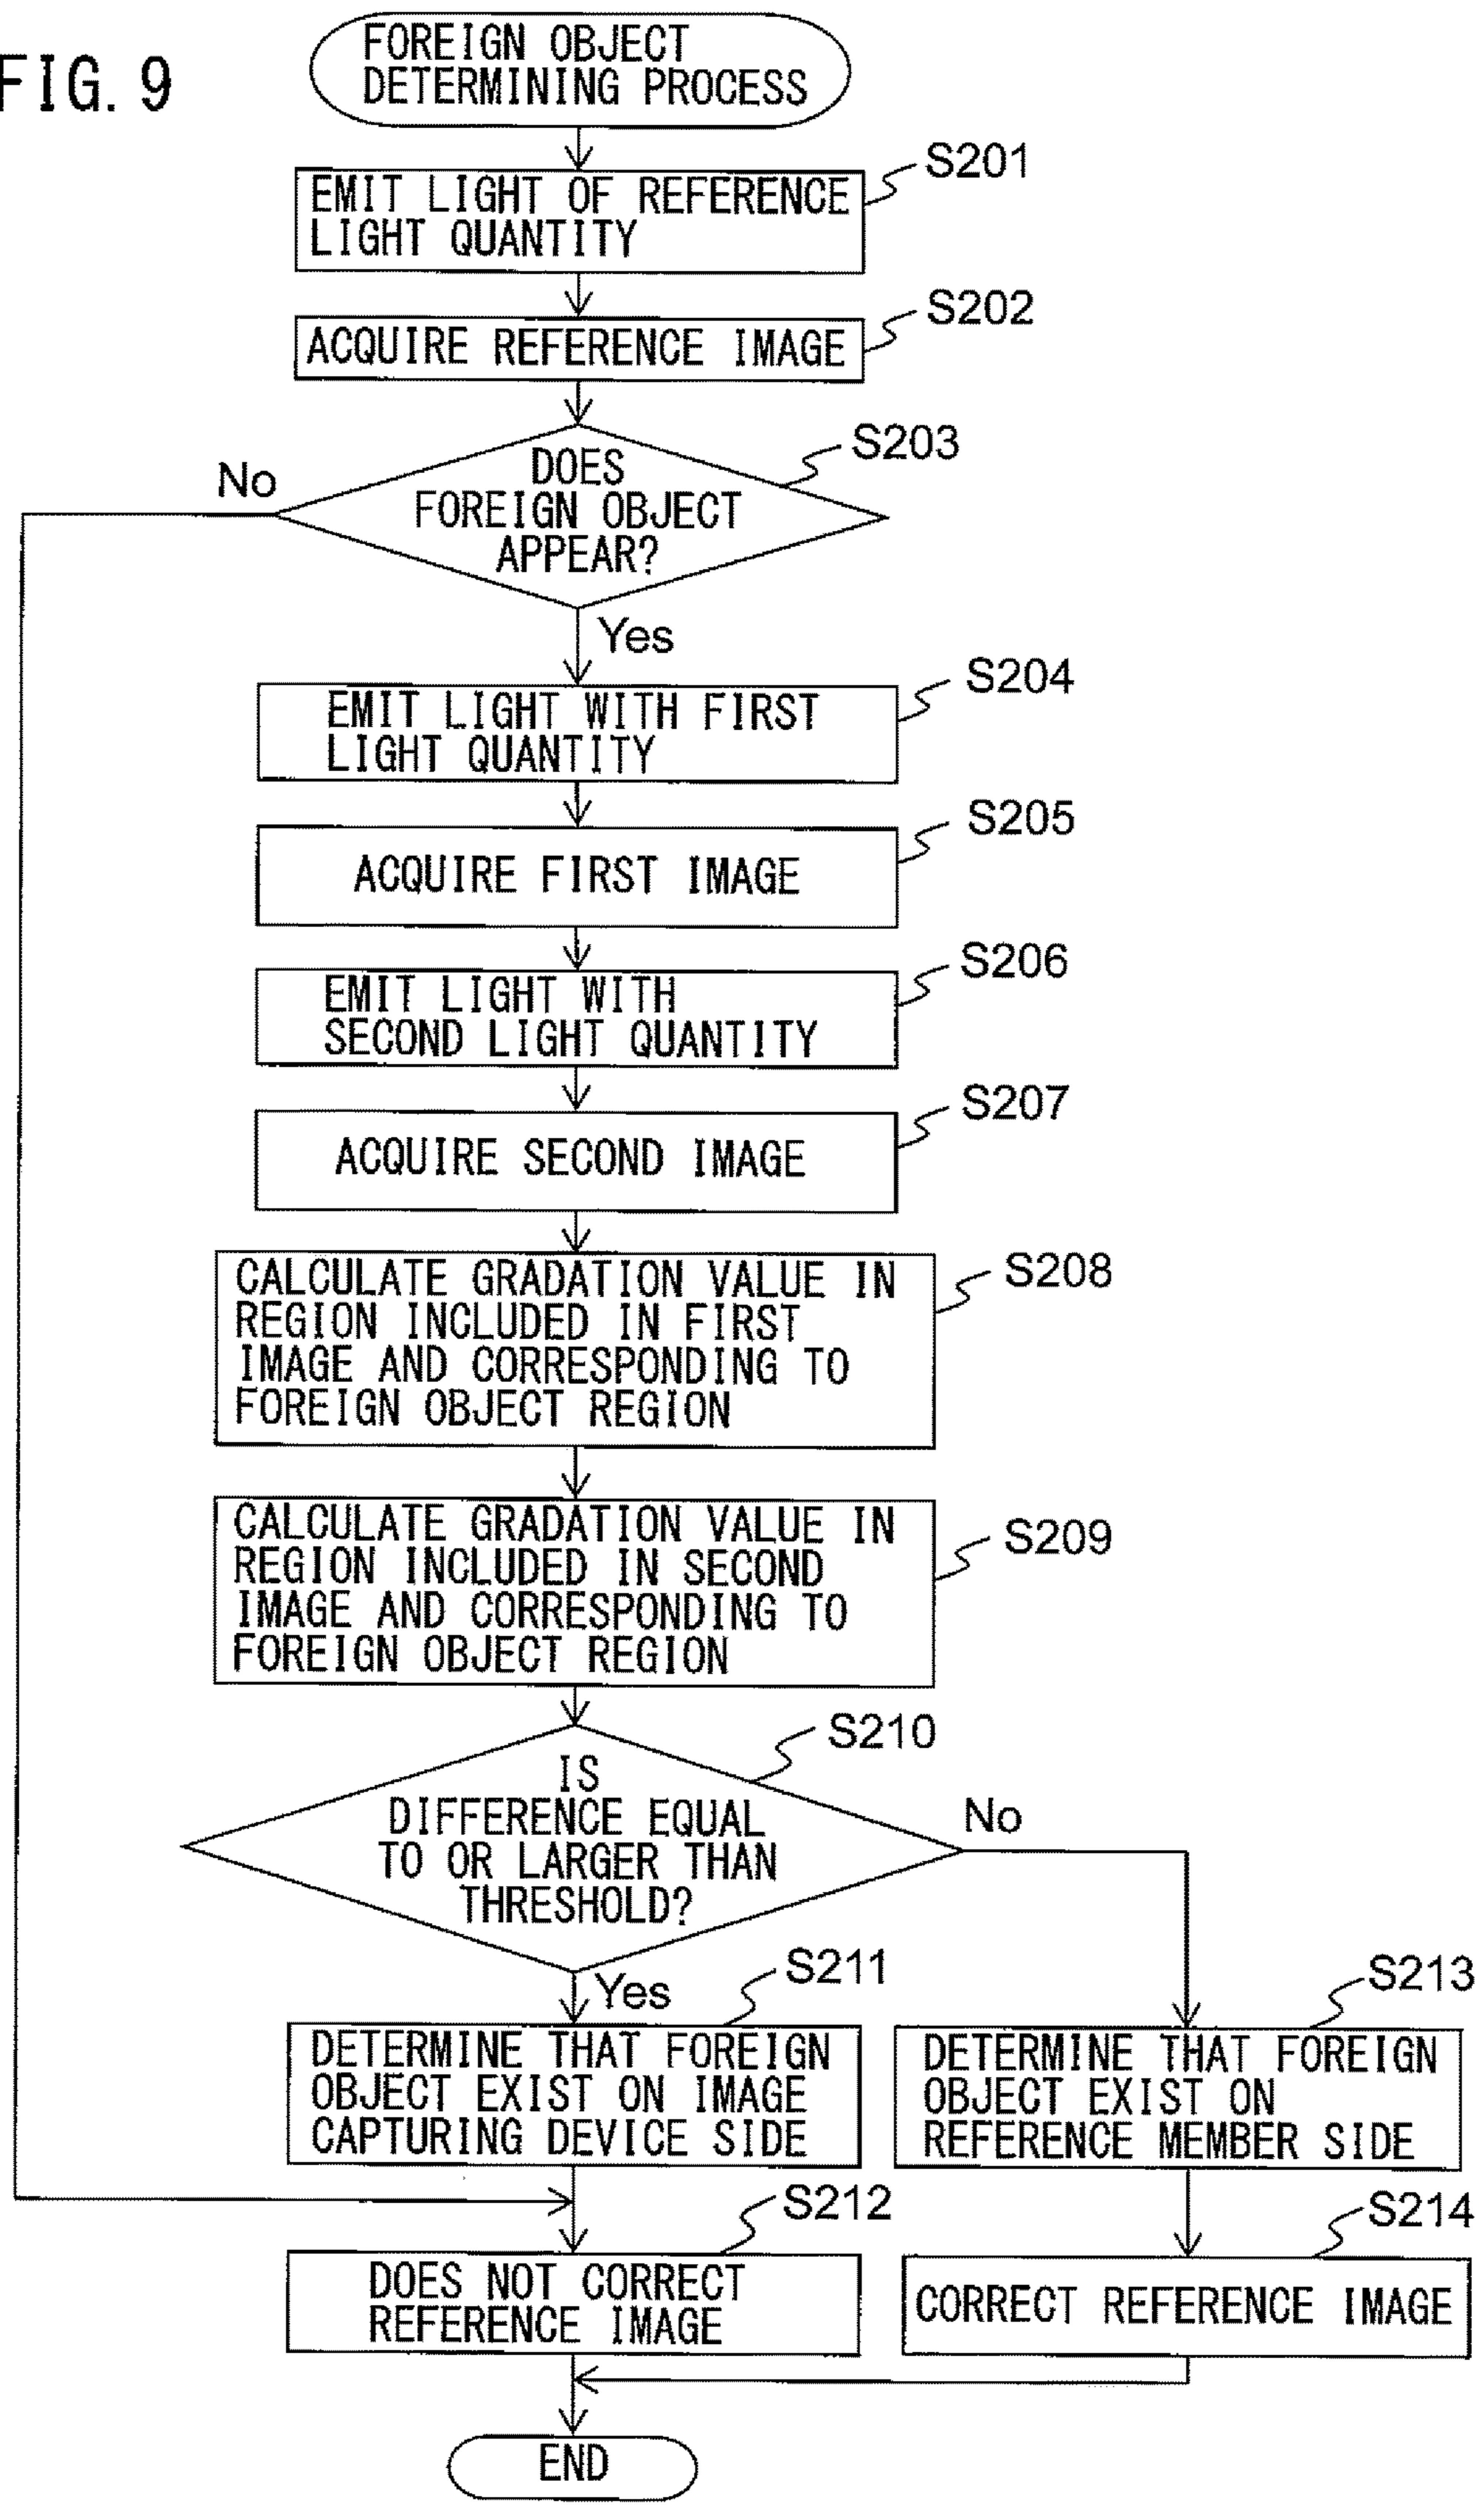 FIG. 9
FOREIGN OBJECT
DETERMINING PROCESS
S201
EMIT LIGHT OF REFERENCE
LIGHT QUANTITY
S202
ACQUIRE REFERENCE IMAGE
S203
No
DOES
FOREIGN OBJECT
APPEAR?
Yes
S204
EMIT LIGHT WITH FIRST
LIGHT QUANTITY
S205
ACQUIRE FIRST IMAGE
S206
EMIT LIGHT WITH
SECOND LIGHT QUANTITY
S207
ACQUIRE SECOND IMAGE
S208
CALCULATE GRADATION VALUE IN
REGION INCLUDED IN FIRST
IMAGE AND CORRESPONDING TO
FOREIGN OBJECT REGION
S209
CALCULATE GRADATION VALUE IN
REGION INCLUDED IN SECOND
IMAGE AND CORRESPONDING TO
FOREIGN OBJECT REGION
S210
IS
DIFFERENCE EQUAL
TO OR LARGER THAN
THRESHOLD?
No
Yes
S211
DETERMINE THAT FOREIGN
OBJECT EXIST ON IMAGE
CAPTURING DEVICE SIDE
S213
DETERMINE THAT FOREIGN
OBJECT EXIST ON
REFERENCE MEMBER SIDE
S212
DOES NOT CORRECT
REFERENCE IMAGE
S214
CORRECT REFERENCE IMAGE
END